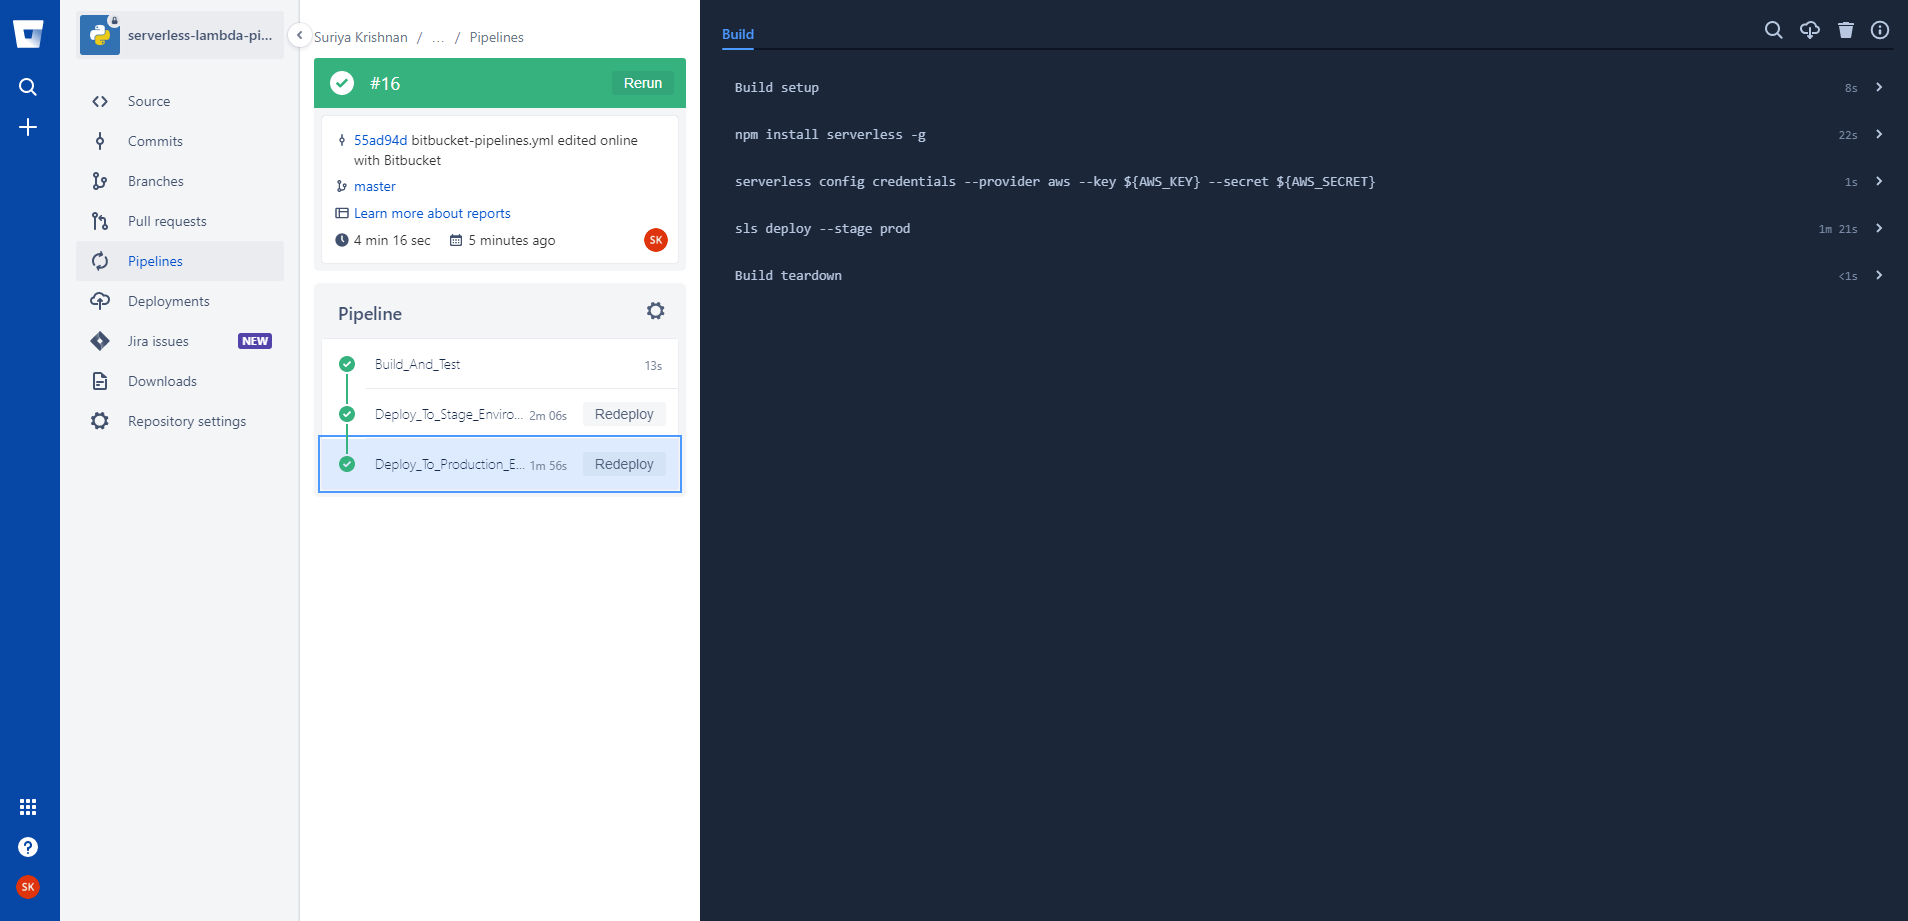 serverless-lambda-pi...
Source
Commits
Branches
Pull requests
Pipelines
Deployments
Jira issues NEW
Downloads
Repository settings
SK
Suriya Krishnan / ... / Pipelines
#16 Rerun
55ad94d bitbucket-pipelines.yml edited online
with Bitbucket
master
Learn more about reports
4 min 16 sec 5 minutes ago SK
Pipeline
Build_And_Test 13s
Deploy_To_Stage_Enviro... 2m 06s Redeploy
Deploy_To_Production_E... 1m 56s Redeploy
Build
Build setup 8s
npm install serverless -g 22s
serverless config credentials --provider aws --key ${AWS_KEY} --secret ${AWS_SECRET} 1s
sls deploy --stage prod 1m 21s
Build teardown <1s